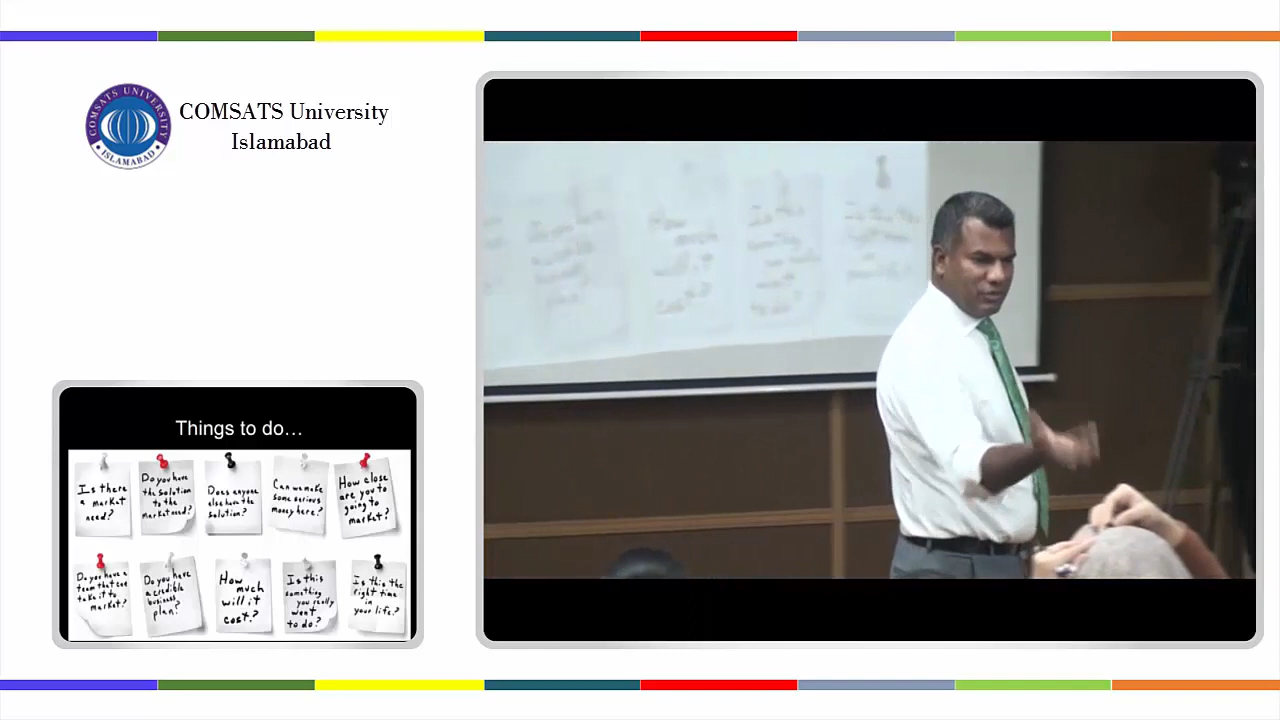 COMSATS UNIVERSITY
• ISLAMABAD •
COMSATS University
Islamabad
Things to do…
Is there
a market
need?
Do you have
the solution
to the
market need?
Does anyone
else have the
solution?
Can we make
some serious
money here?
How close
are you to
going to
market?
Do you have a
team that can
take it to
market?
Do you have
a credible
business
plan?
How
much
will it
cost?
Is this
something
you really
want
to do?
Is this the
right time
in
your life?